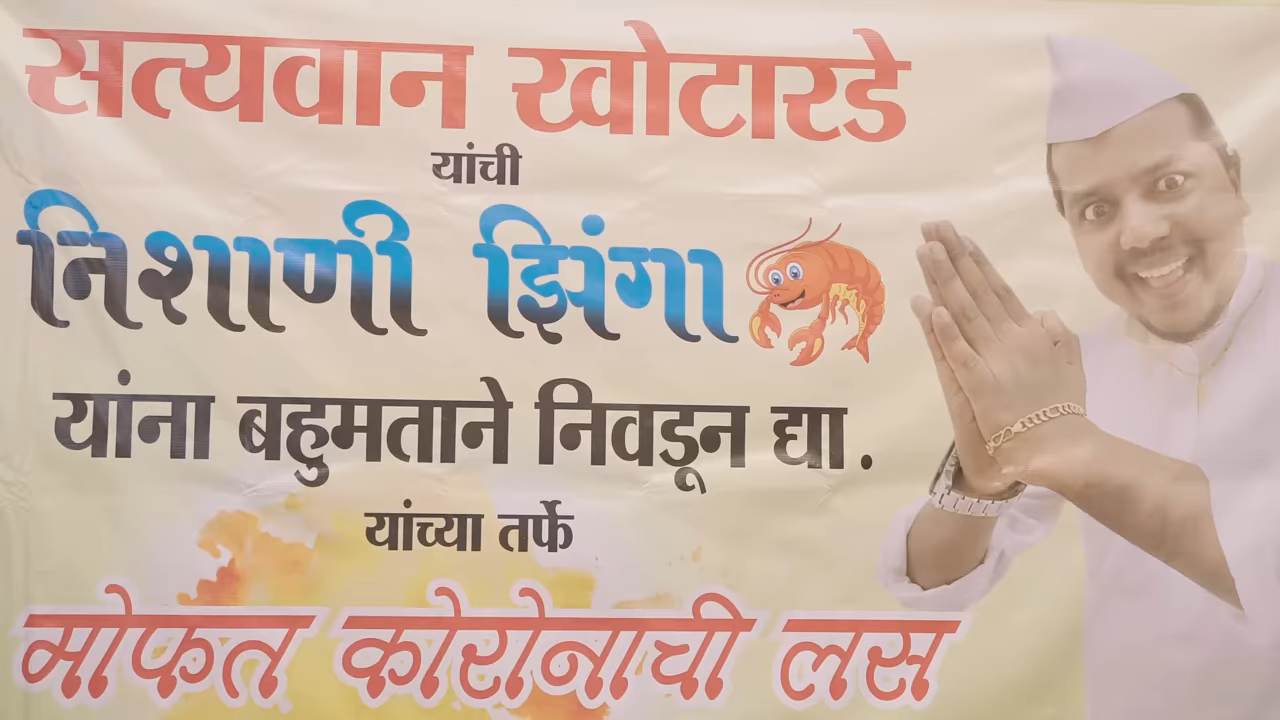 सत्यवान खोटारडे
यांची
निशाणी झिंगा
यांना बहुमताने निवडून द्या.
यांच्या तर्फे
मोफत कोरोनाची लस